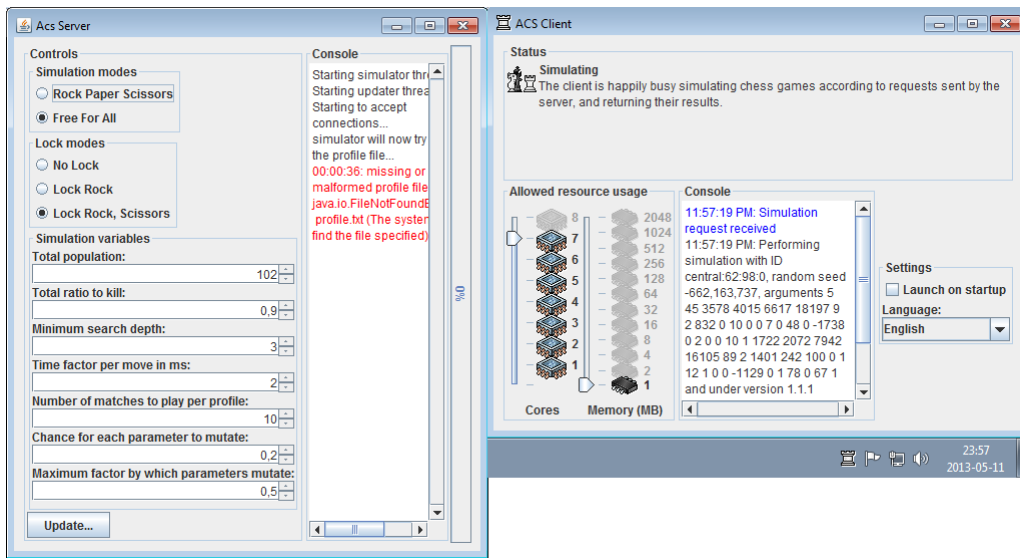 Acs Server
Controls
Simulation modes
Rock Paper Scissors
Free For All
Lock modes
No Lock
Lock Rock
Lock Rock, Scissors
Simulation variables
Total population:
102
Total ratio to kill:
0,9
Minimum search depth:
3
Time factor per move in ms:
2
Number of matches to play per profile:
10
Chance for each parameter to mutate:
0,2
Maximum factor by which parameters mutate:
0,5
Update...
Console
Starting simulator thre
Starting updater threa
Starting to accept
connections...
simulator will now try
the profile file...
00:00:36: missing or
malformed profile file
java.io.FileNotFoundE
profile.txt (The system
find the file specified)
0%
ACS Client
Status
Simulating
The client is happily busy simulating chess games according to requests sent by the
server, and returning their results.
Allowed resource usage
8
7
6
5
4
3
2
1
Cores
2048
1024
512
256
128
64
32
16
8
4
2
1
Memory (MB)
Console
11:57:19 PM: Simulation
request received
11:57:19 PM: Performing
simulation with ID
central:62:98:0, random seed
-662,163,737, arguments 5
45 3578 4015 6617 18197 9
2 832 0 10 0 0 7 0 48 0 -1738
0 2 0 0 10 1 1722 2072 7942
16105 89 2 1401 242 100 0 1
12 1 0 0 -1129 0 1 78 0 67 1
and under version 1.1.1
Settings
Launch on startup
Language:
English
23:57
2013-05-11